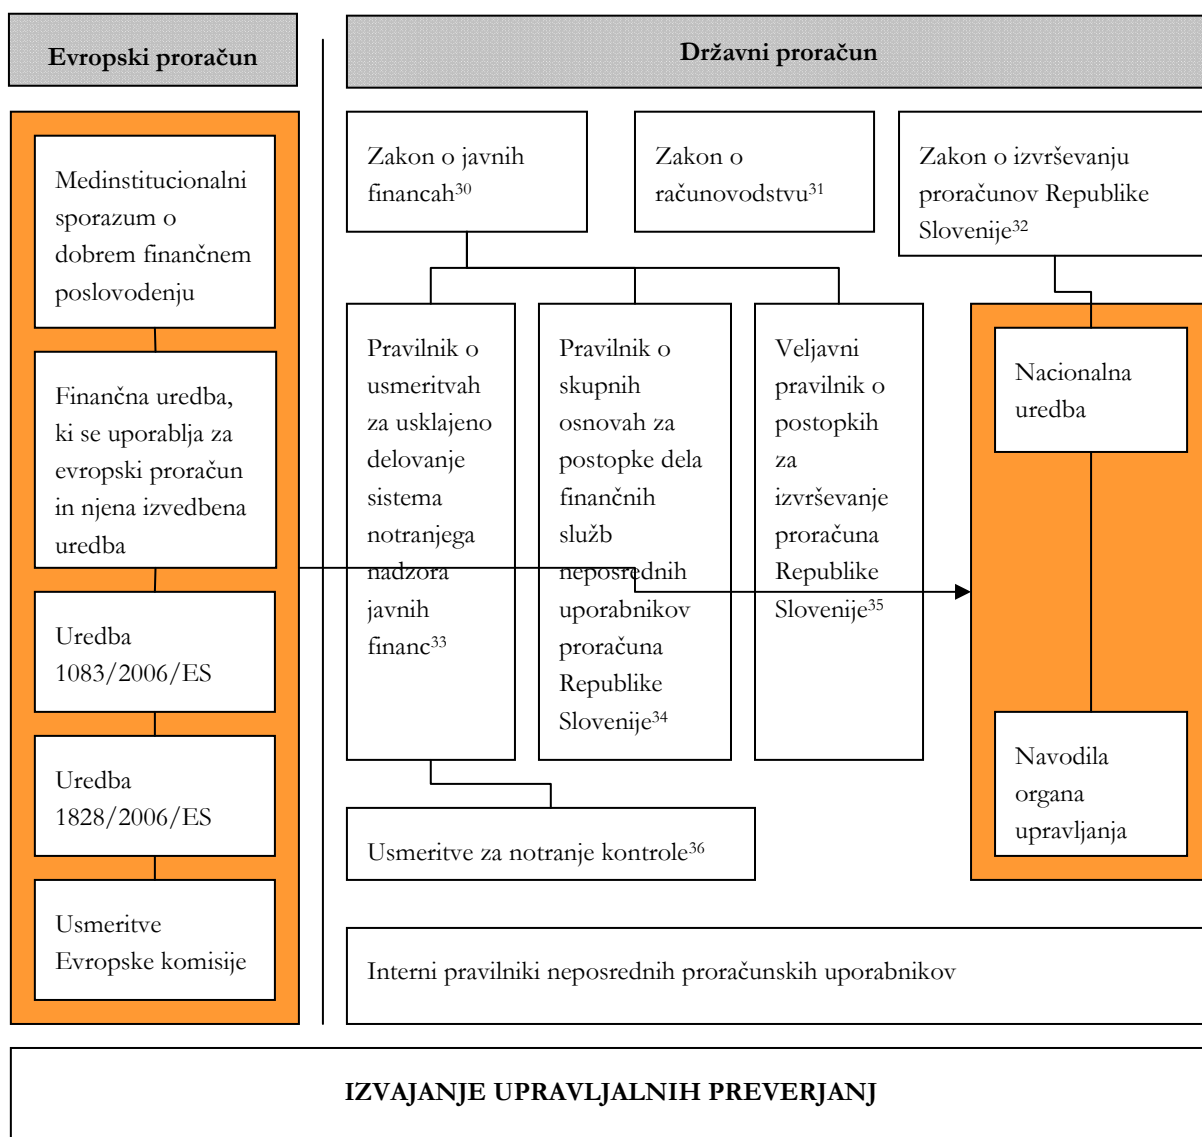 Evropski proračun
Državni proračun
Medinstitucionalni
sporazum o
dobrem finančnem
poslovodenju
Finančna uredba,
ki se uporablja za
evropski proračun
in njena izvedbena
uredba
Uredba
1083/2006/ES
Uredba
1828/2006/ES
Usmeritve
Evropske komisije
Zakon o javnih
financah30
Zakon o
računovodstvu31
Zakon o izvrševanju
proračunov Republike
Slovenije32
Pravilnik o
usmeritvah
za usklajeno
delovanje
sistema
notranjega
nadzora
javnih
financ33
Pravilnik o
skupnih
osnovah za
postopke dela
finančnih
služb
neposrednih
uporabnikov
proračuna
Republike
Slovenije34
Veljavni
pravilnik o
postopkih
za
izvrševanje
proračuna
Republike
Slovenije35
Nacionalna
uredba
Navodila
organa
upravljanja
Usmeritve za notranje kontrole36
Interni pravilniki neposrednih proračunskih uporabnikov
IZVAJANJE UPRAVLJALNIH PREVERJANJ